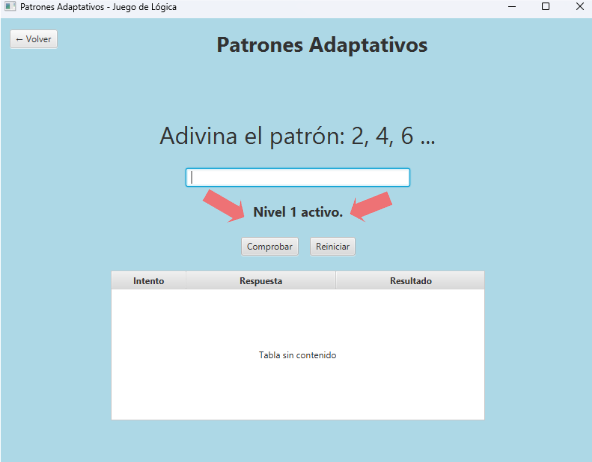 Patrones Adaptativos - Juego de Lógica
← Volver
Patrones Adaptativos
Adivina el patrón: 2, 4, 6 ...
Nivel 1 activo.
Comprobar Reiniciar
Intento Respuesta Resultado
Tabla sin contenido